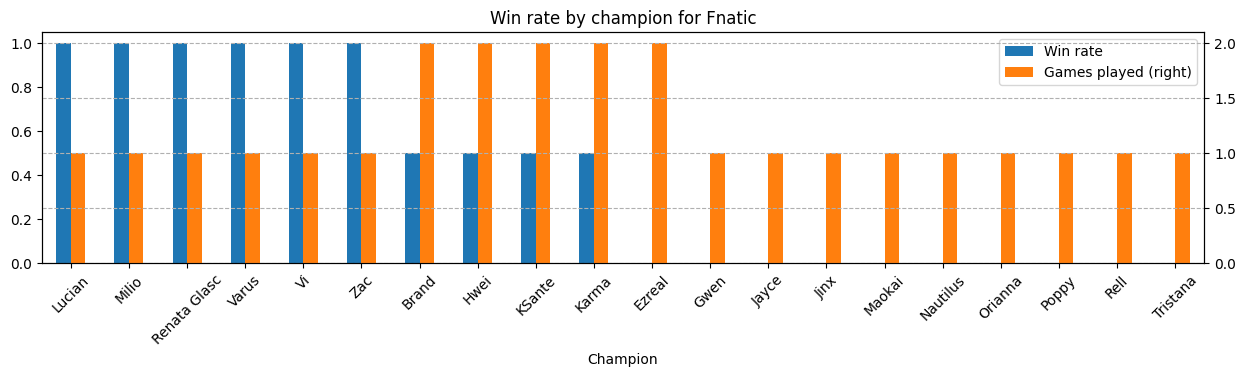 Win rate by champion for Fnatic
Win rate
Games played (right)
1.0
0.8
0.6
0.4
0.2
0.0
2.0
1.5
1.0
0.5
0.0
Lucian
Milio
Renata Glasc
Varus
Vi
Zac
Brand
Hwei
KSante
Karma
Ezreal
Gwen
Jayce
Jinx
Maokai
Nautilus
Orianna
Poppy
Rell
Tristana
Champion